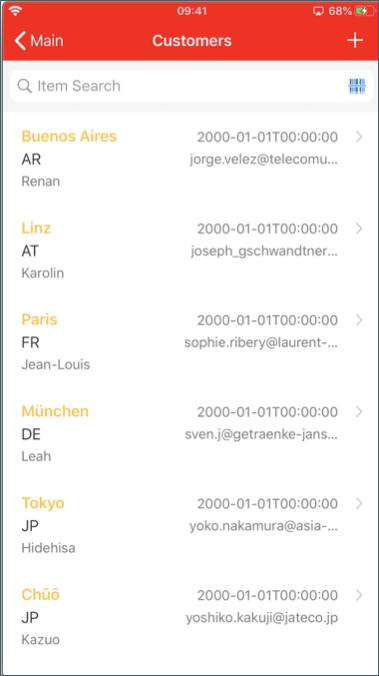 09:41 68%
Main Customers
Item Search
Buenos Aires 2000-01-01T00:00:00
AR jorge.velez@telecomu...
Renan
Linz 2000-01-01T00:00:00
AT joseph_gschwandtner...
Karolin
Paris 2000-01-01T00:00:00
FR sophie.ribery@laurent-...
Jean-Louis
München 2000-01-01T00:00:00
DE sven.j@getraenke-jans...
Leah
Tokyo 2000-01-01T00:00:00
JP yoko.nakamura@asia-...
Hidehisa
Chūō 2000-01-01T00:00:00
JP yoshiko.kakuji@jateco.jp
Kazuo